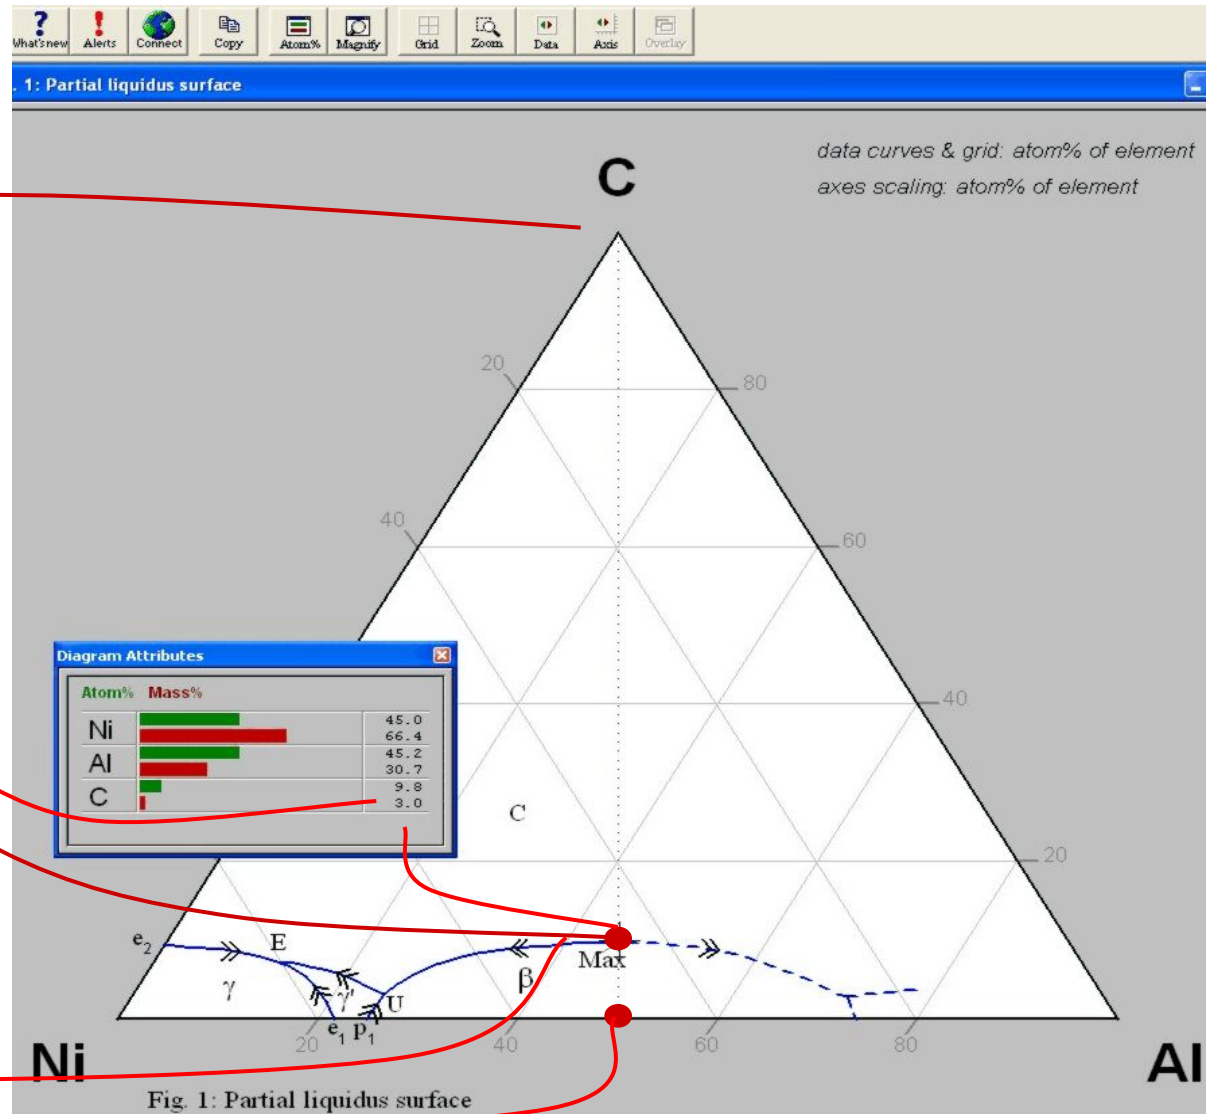 What'snew Alerts Connect Copy Atom% Magnify Grid Zoom Data Axis Overlay
. 1: Partial liquidus surface
data curves & grid: atom% of element
axes scaling: atom% of element
C
20
80
40
60
Diagram Attributes
Atom% Mass%
Ni 45.0
66.4
Al 45.2
30.7
C 9.8
3.0
40
C
20
e2
E
Max
γ
γ'
U
β
e1 p1
20
40
60
80
Ni
Al
Fig. 1: Partial liquidus surface